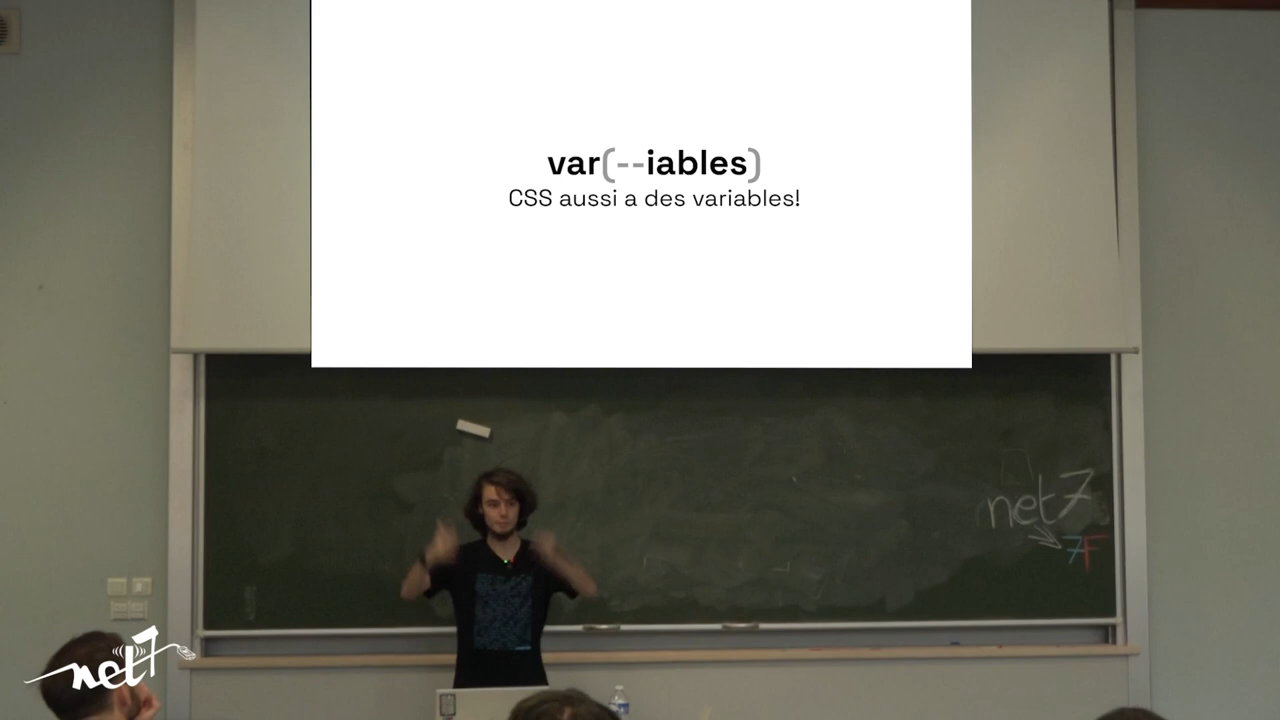 var(--iables)
CSS aussi a des variables!
net7
7F
net7